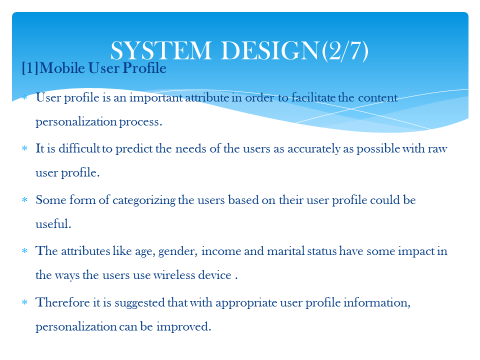 SYSTEM DESIGN(2/7)
[1]Mobile User Profile
* User profile is an important attribute in order to facilitate the content
personalization process.
* It is difficult to predict the needs of the users as accurately as possible with raw
user profile.
* Some form of categorizing the users based on their user profile could be
useful.
* The attributes like age, gender, income and marital status have some impact in
the ways the users use wireless device .
* Therefore it is suggested that with appropriate user profile information,
personalization can be improved.